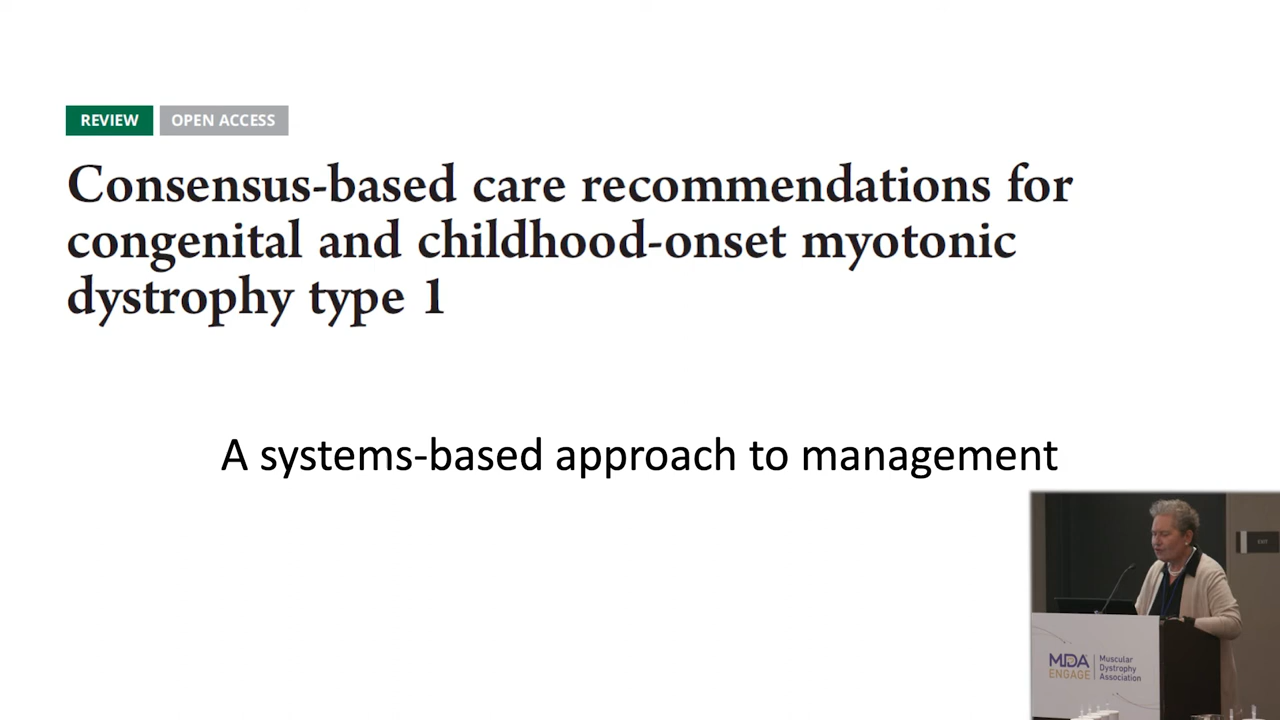 REVIEW OPEN ACCESS
Consensus-based care recommendations for
congenital and childhood-onset myotonic
dystrophy type 1
A systems-based approach to management
EXIT
MDA
ENGAGE
Muscular
Dystrophy
Association